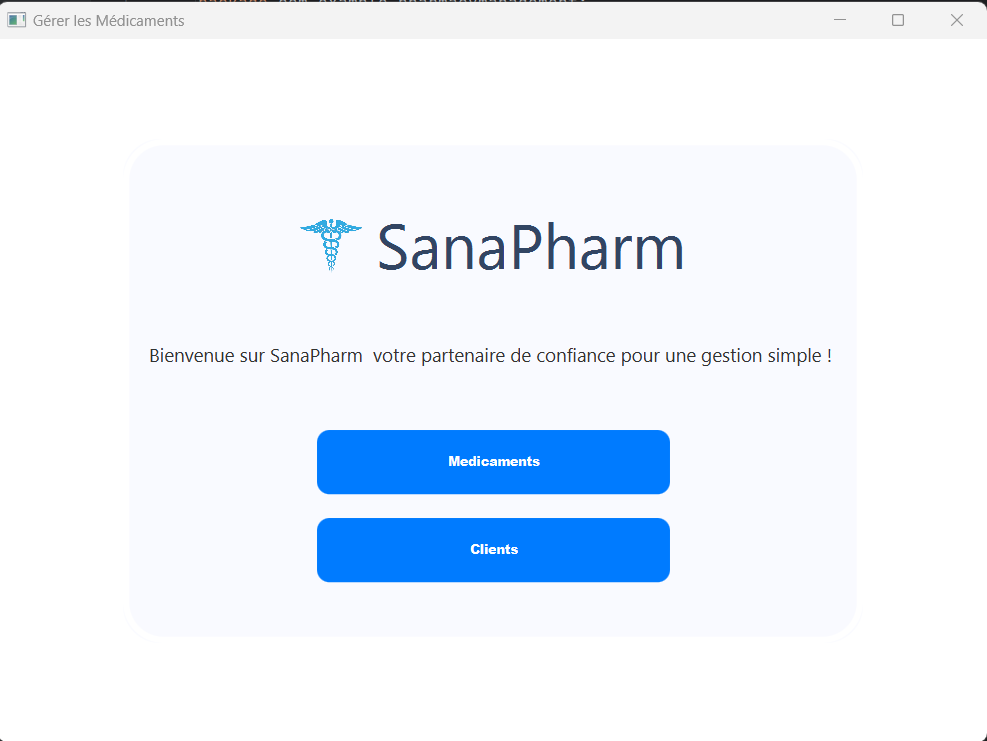 Gérer les Médicaments
SanaPharm
Bienvenue sur SanaPharm  votre partenaire de confiance pour une gestion simple !
Medicaments
Clients